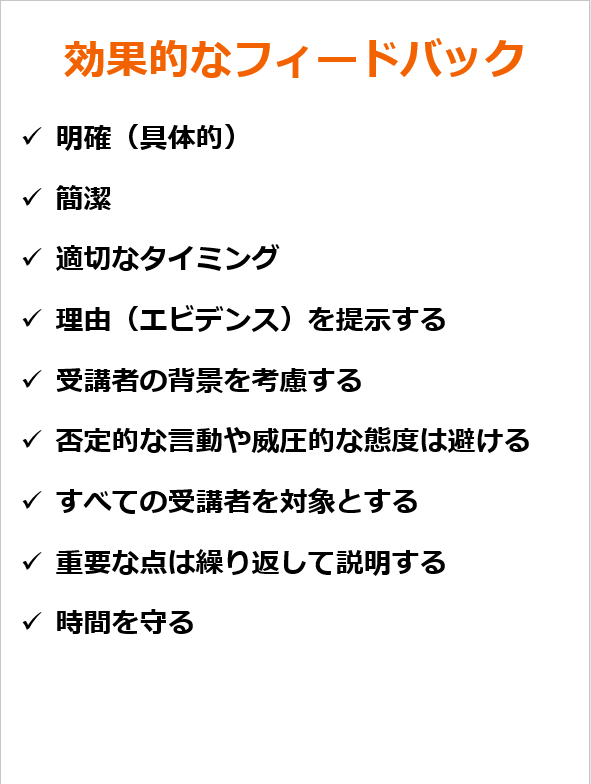 効果的なフィードバック
✓ 明確（具体的）
✓ 簡潔
✓ 適切なタイミング
✓ 理由（エビデンス）を提示する
✓ 受講者の背景を考慮する
✓ 否定的な言動や威圧的な態度は避ける
✓ すべての受講者を対象とする
✓ 重要な点は繰り返して説明する
✓ 時間を守る